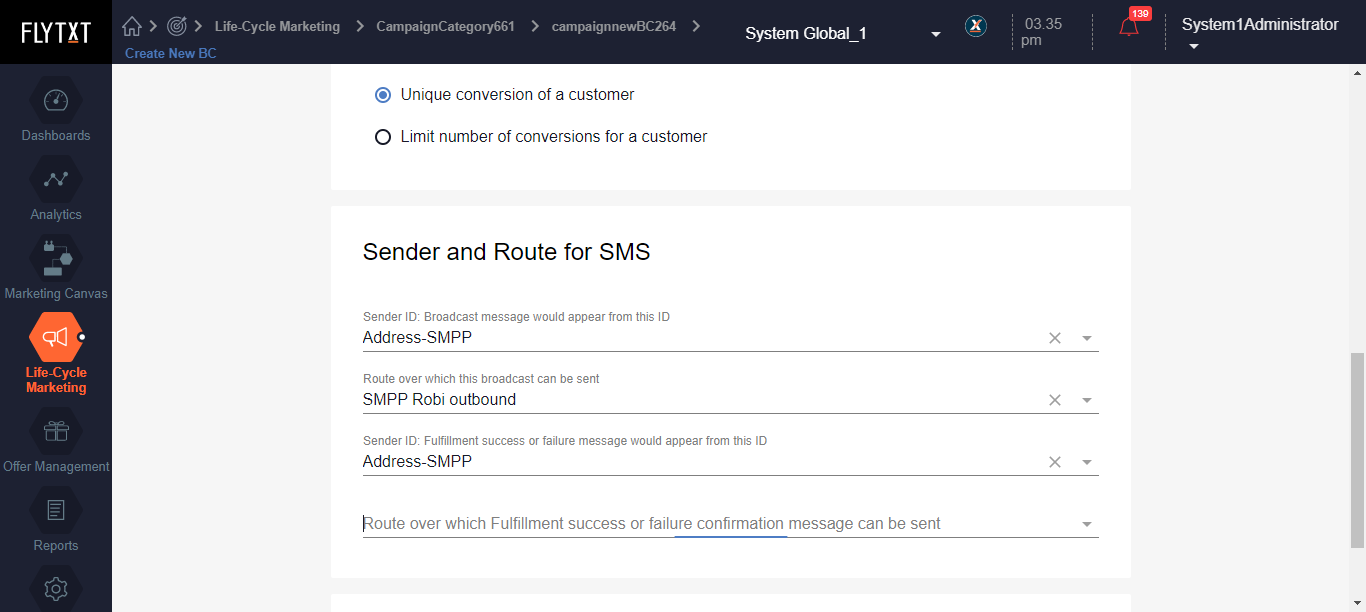 FLYTXT
Life-Cycle Marketing
CampaignCategory661
campaignnewBC264
Create New BC
System Global_1
X
03.35
pm
139
System1Administrator
Dashboards
Analytics
Marketing Canvas
Life-Cycle
Marketing
Offer Management
Reports
Unique conversion of a customer
Limit number of conversions for a customer
Sender and Route for SMS
Sender ID: Broadcast message would appear from this ID
Address-SMPP
Route over which this broadcast can be sent
SMPP Robi outbound
Sender ID: Fulfillment success or failure message would appear from this ID
Address-SMPP
Route over which Fulfillment success or failure confirmation message can be sent